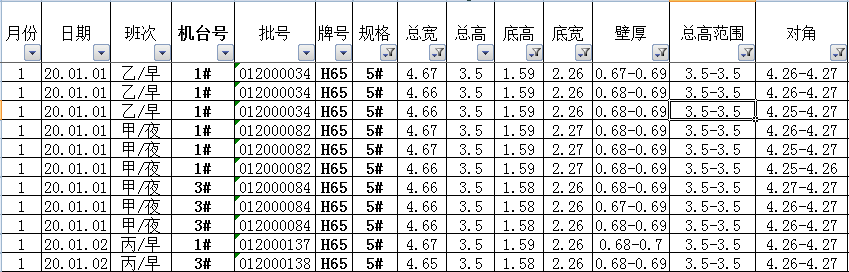 月份 日期 班次 机台号 批号 牌号 规格 总宽 总高 底高 底宽 壁厚 总高范围 对角
1 20.01.01 乙/早 1# 012000034 H65 5# 4.67 3.5 1.59 2.26 0.67-0.69 3.5-3.5 4.26-4.27
1 20.01.01 乙/早 1# 012000034 H65 5# 4.66 3.5 1.59 2.26 0.68-0.69 3.5-3.5 4.26-4.27
1 20.01.01 乙/早 1# 012000034 H65 5# 4.66 3.5 1.59 2.26 0.68-0.69 3.5-3.5 4.25-4.27
1 20.01.01 甲/夜 1# 012000082 H65 5# 4.67 3.5 1.59 2.27 0.68-0.69 3.5-3.5 4.26-4.27
1 20.01.01 甲/夜 1# 012000082 H65 5# 4.67 3.5 1.59 2.27 0.68-0.69 3.5-3.5 4.25-4.27
1 20.01.01 甲/夜 1# 012000082 H65 5# 4.66 3.5 1.59 2.27 0.68-0.69 3.5-3.5 4.25-4.26
1 20.01.01 甲/夜 3# 012000084 H65 5# 4.66 3.5 1.58 2.26 0.68-0.69 3.5-3.5 4.27-4.27
1 20.01.01 甲/夜 3# 012000084 H65 5# 4.66 3.5 1.58 2.26 0.67-0.69 3.5-3.5 4.26-4.27
1 20.01.01 甲/夜 3# 012000084 H65 5# 4.66 3.5 1.58 2.27 0.68-0.69 3.5-3.5 4.26-4.27
1 20.01.02 丙/早 1# 012000137 H65 5# 4.67 3.5 1.59 2.26 0.68-0.7 3.5-3.5 4.26-4.27
1 20.01.02 丙/早 3# 012000138 H65 5# 4.65 3.5 1.58 2.26 0.68-0.69 3.5-3.5 4.26-4.27